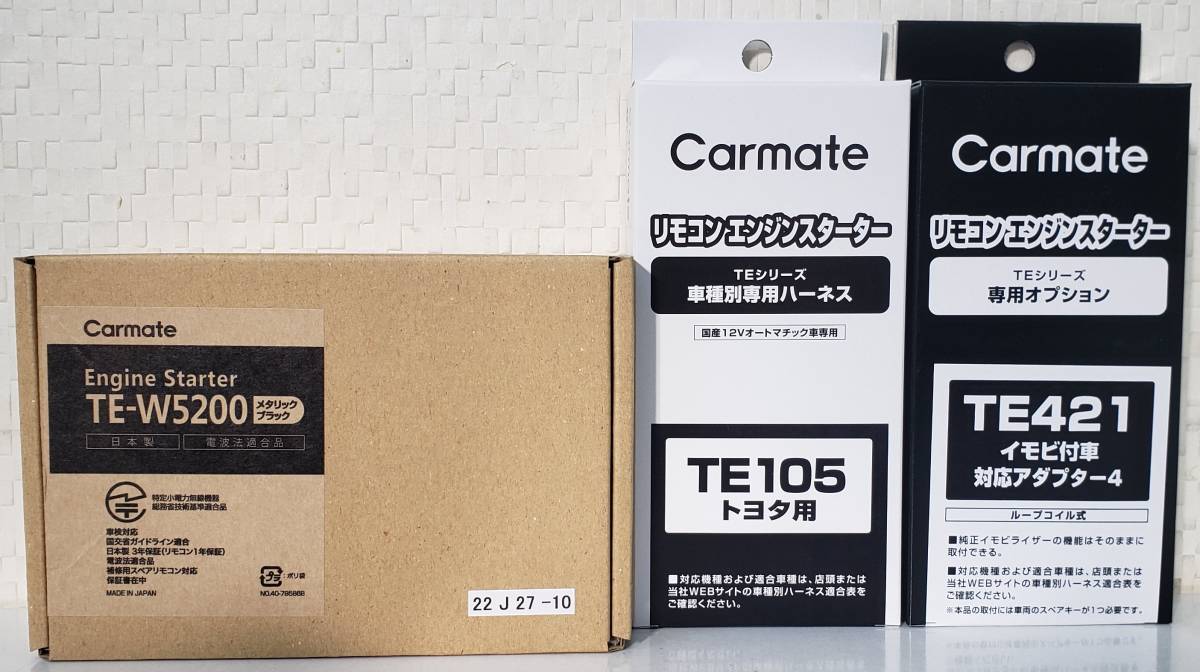 Carmate
Engine Starter
TE-W5200 メタリックブラック
日本製 電波法適合品
特定小電力無線機器
総務省技術基準適合品
車検対応
国交省ガイドライン適合
日本製 3年保証(リモコン1年保証)
電波法適合品
補修用スペアリモコン対応
保証書在中
MADE IN JAPAN
プラ :ポリ袋
22 J 27 -10
Carmate
リモコンエンジンスターター
TEシリーズ
車種別専用ハーネス
国産12Vオートマチック車専用
TE105
トヨタ用
■対応機種および適合車種は、店頭または
当社WEBサイトの車種別ハーネス適合表を
ご確認ください。
Carmate
リモコンエンジンスターター
TEシリーズ
専用オプション
TE421
イモビ付車
対応アダプター4
ループコイル式
■純正イモビライザーの機能はそのままに
取付できる。
■対応機種および適合車種は、店頭または
当社WEBサイトの車種別ハーネス適合表を
ご確認ください。
※本品の取付には車両のスペアキーが1つ必要です。